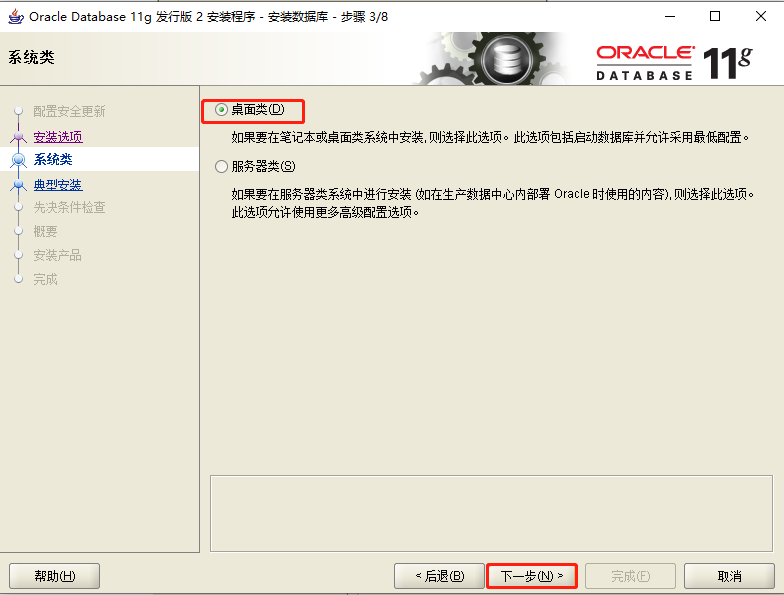 Oracle Database 11g 发行版 2 安装程序 - 安装数据库 - 步骤 3/8
系统类
ORACLE
DATABASE
11g
配置安全更新
安装选项
系统类
典型安装
先决条件检查
概要
安装产品
完成
桌面类(D)
如果要在笔记本或桌面类系统中安装,则选择此选项。此选项包括启动数据库并允许采用最低配置。
服务器类(S)
如果要在服务器类系统中进行安装 (如在生产数据中心内部署 Oracle 时使用的内容),则选择此选项。
此选项允许使用更多高级配置选项。
帮助(H)
< 后退(B)
下一步(N) >
完成(F)
取消